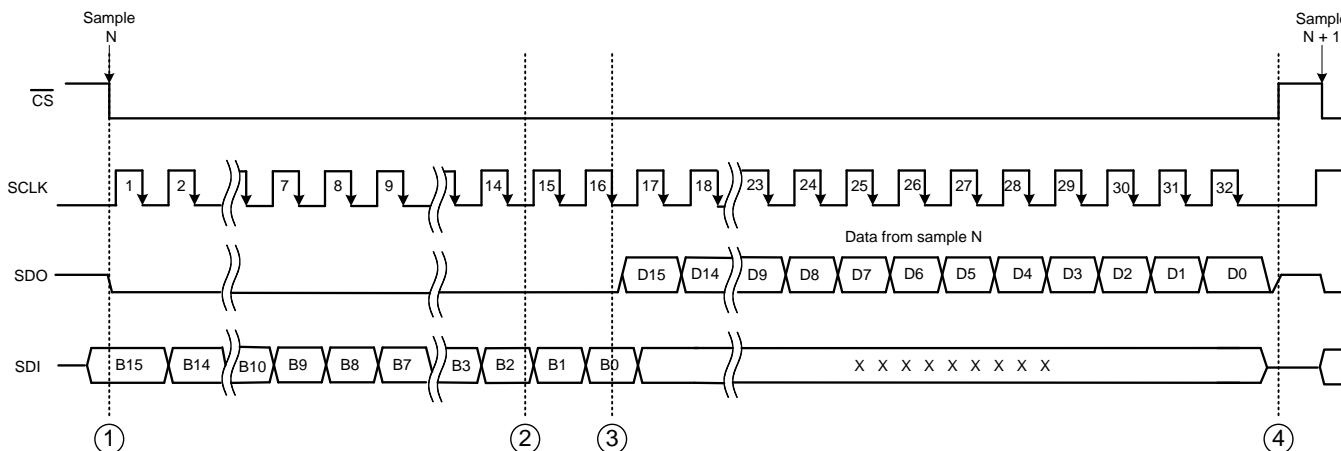 Sample
N
Sample
N + 1
CS
SCLK
1 2 7 8 9 14 15 16 17 18 23 24 25 26 27 28 29 30 31 32
Data from sample N
SDO
D15 D14 D9 D8 D7 D6 D5 D4 D3 D2 D1 D0
SDI
B15 B14 B10 B9 B8 B7 B3 B2 B1 B0 X X X X X X X X
1 2 3 4